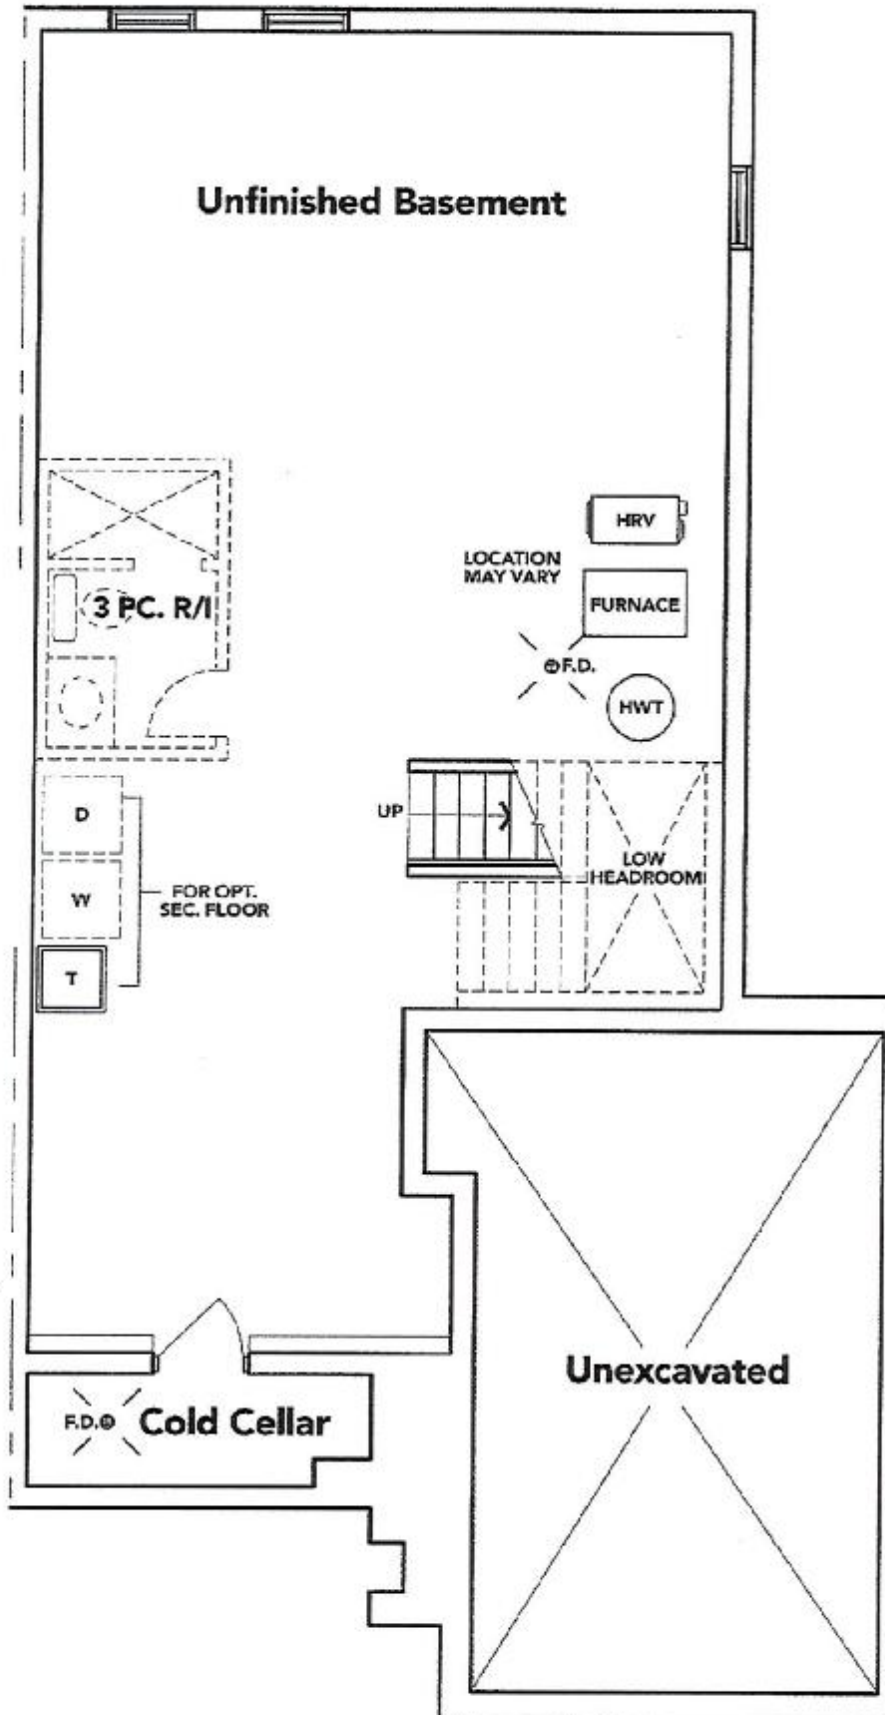 Unfinished Basement
HRV
LOCATION
MAY VARY
FURNACE
3 PC. R/I
F.D.
HWT
UP
D
LOW
HEADROOM
W
FOR OPT.
SEC. FLOOR
T
Unexcavated
F.D.
Cold Cellar